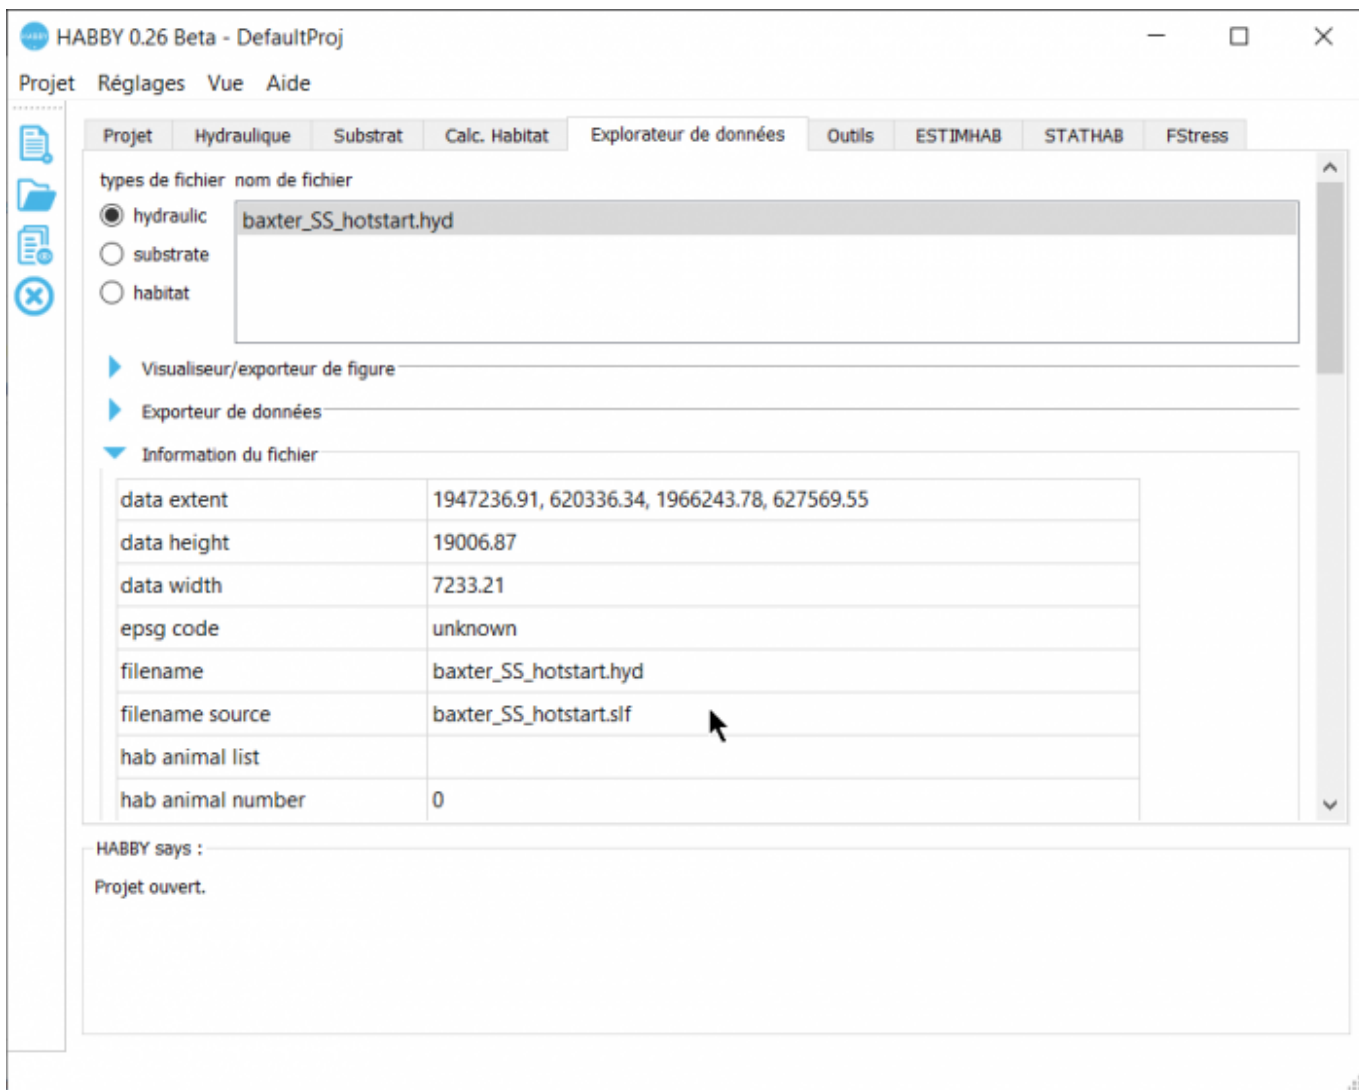 HABBY 0.26 Beta - DefaultProj
Projet Réglages Vue Aide
Projet Hydraulique Substrat Calc. Habitat Explorateur de données Outils ESTIMHAB STATHAB FStress
types de fichier nom de fichier
hydraulic baxter_SS_hotstart.hyd
substrate
habitat
Visualiseur/exporteur de figure
Exporteur de données
Information du fichier
data extent 1947236.91, 620336.34, 1966243.78, 627569.55
data height 19006.87
data width 7233.21
epsg code unknown
filename baxter_SS_hotstart.hyd
filename source baxter_SS_hotstart.slf
hab animal list
hab animal number 0
HABBY says :
Projet ouvert.